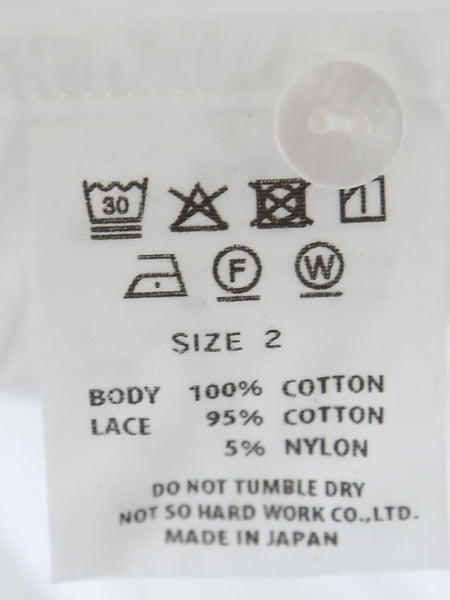 30
F W
SIZE 2
BODY 100% COTTON
LACE 95% COTTON
5% NYLON
DO NOT TUMBLE DRY
NOT SO HARD WORK CO.,LTD.
MADE IN JAPAN